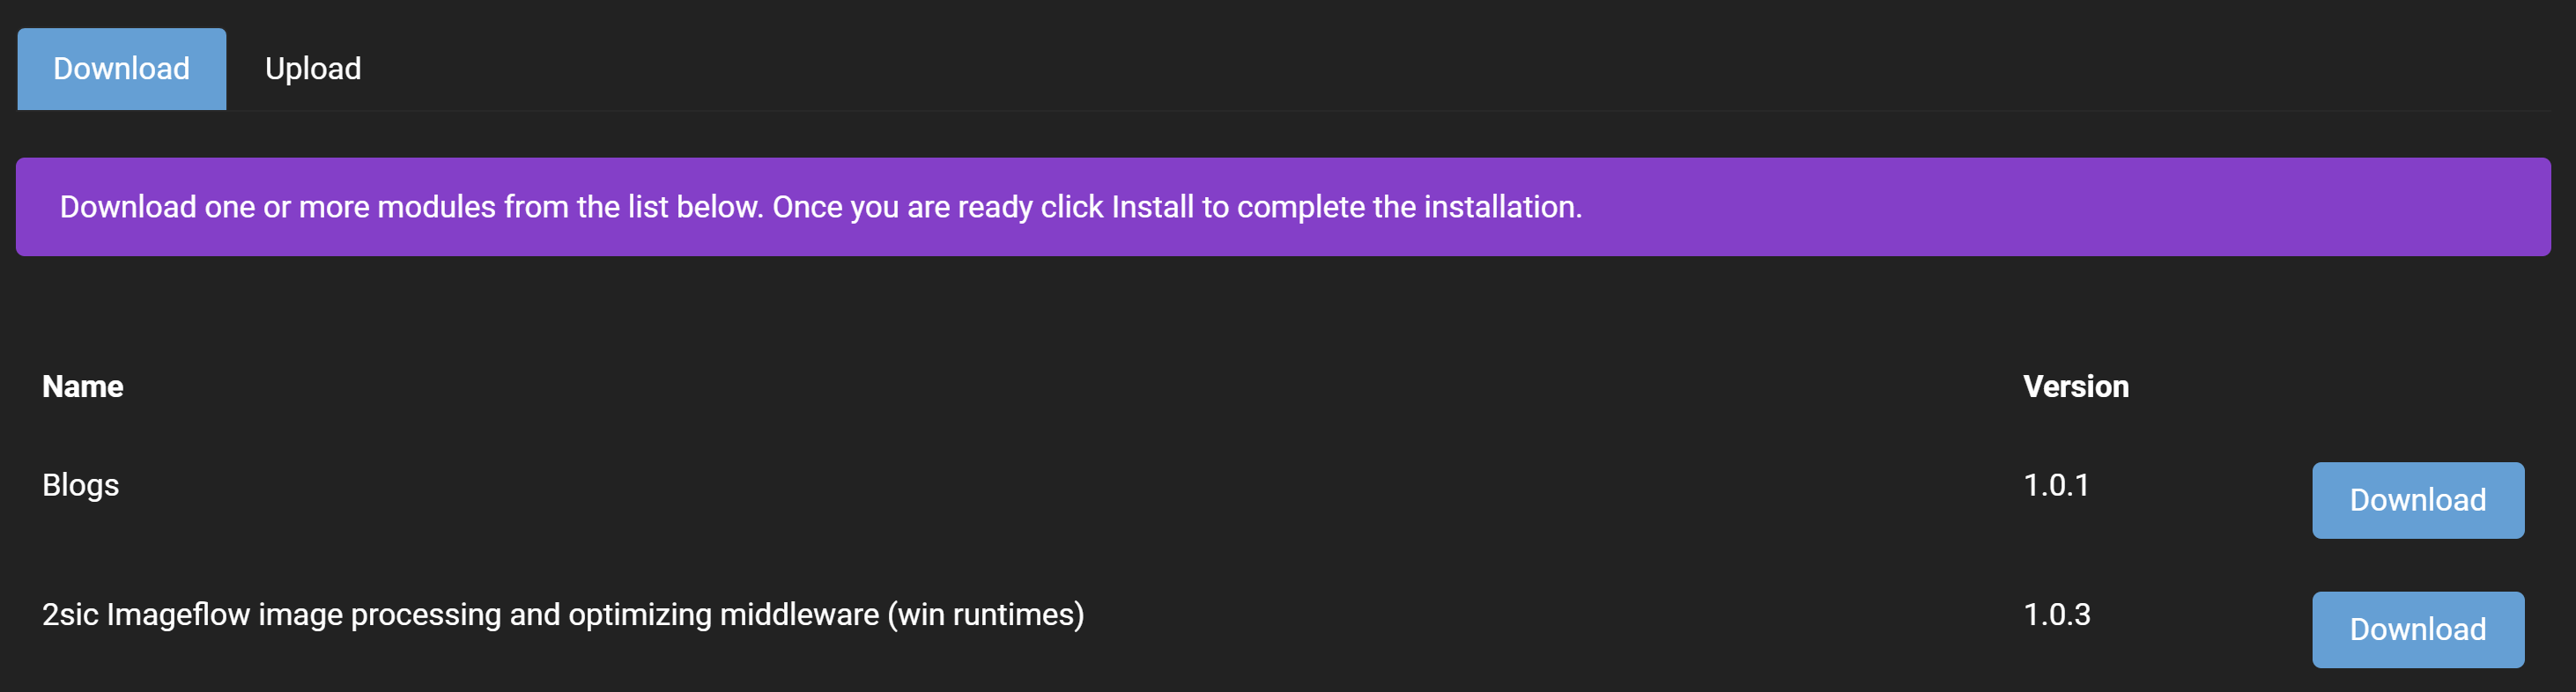 Download Upload
Download one or more modules from the list below. Once you are ready click Install to complete the installation.
Name Version
Blogs 1.0.1 Download
2sic Imageflow image processing and optimizing middleware (win runtimes) 1.0.3 Download